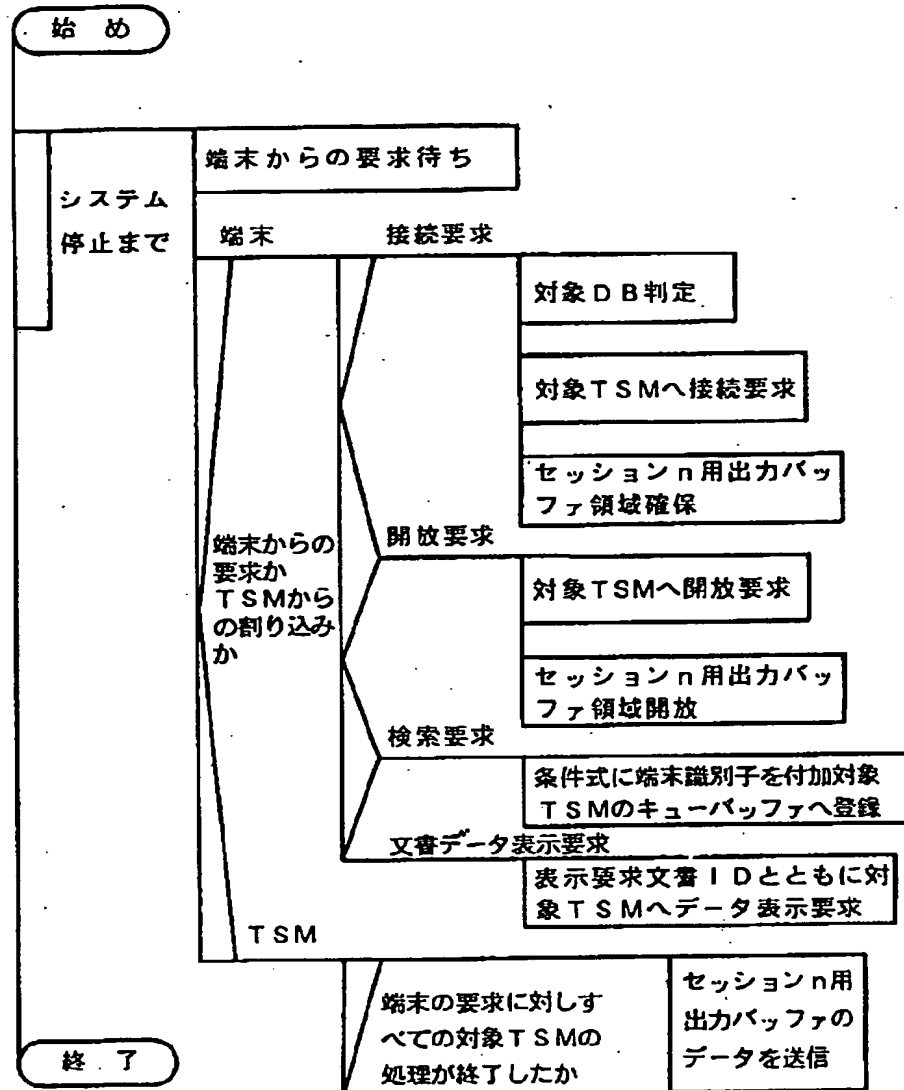 始め
端末からの要求待ち
システム
停止まで
端末
接続要求
対象DB判定
対象TSMへ接続要求
セッションn用出力バッ
ファ領域確保
開放要求
端末からの
要求か
TSMから
の割り込み
か
対象TSMへ開放要求
セッションn用出力バッ
ファ領域開放
検索要求
条件式に端末識別子を付加対象
TSMのキューバッファへ登録
文書データ表示要求
表示要求文書IDとともに対
象TSMへデータ表示要求
TSM
端末の要求に対しす
べての対象TSMの
処理が終了したか
セッションn用
出力バッファの
データを送信
終了